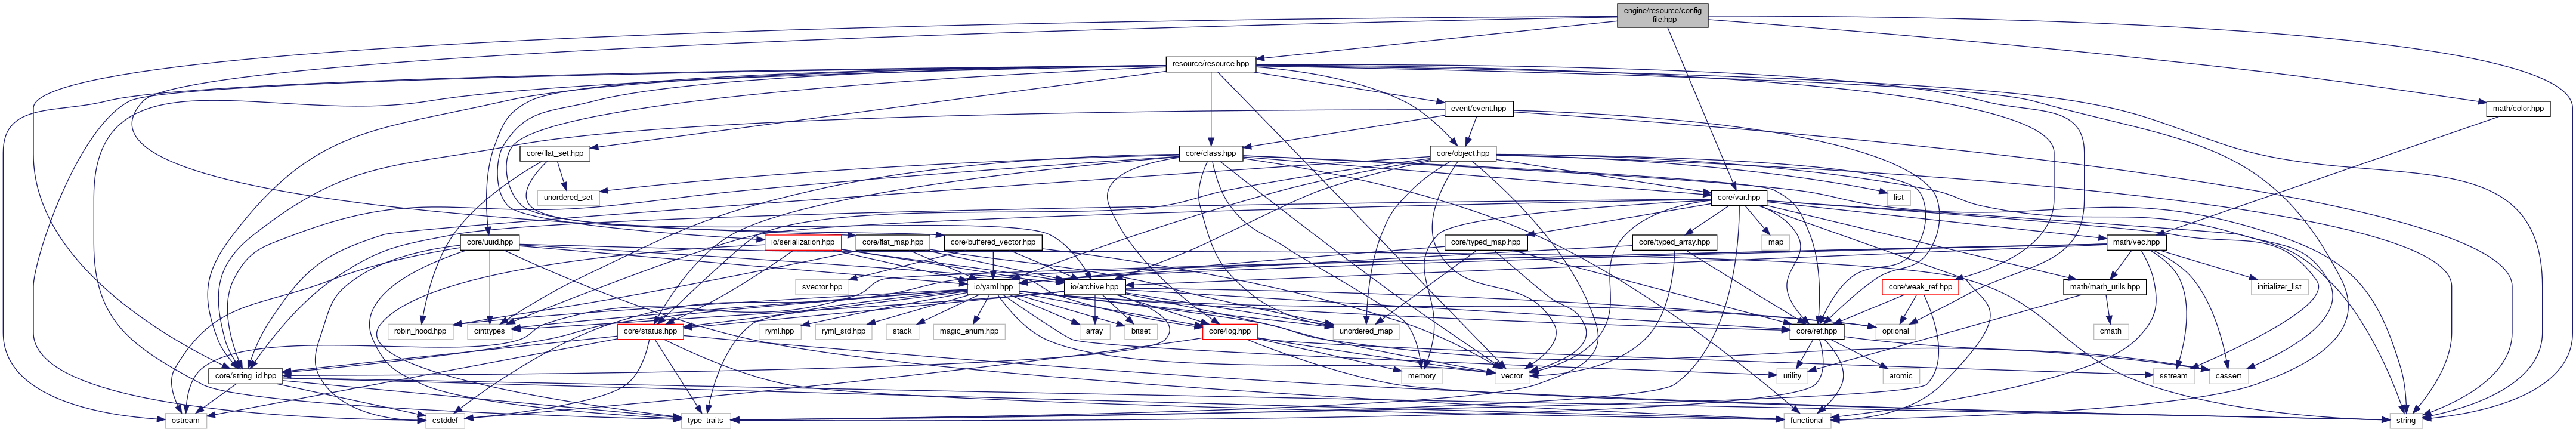 engine/resource/config
_file.hpp
resource/resource.hpp
event/event.hpp
math/color.hpp
core/flat_set.hpp
core/class.hpp
core/object.hpp
unordered_set
list
core/var.hpp
core/uuid.hpp
io/serialization.hpp
core/flat_map.hpp
core/buffered_vector.hpp
core/typed_map.hpp
core/typed_array.hpp
map
math/vec.hpp
svector.hpp
io/yaml.hpp
io/archive.hpp
core/weak_ref.hpp
math/math_utils.hpp
initializer_list
robin_hood.hpp
cinttypes
core/status.hpp
ryml.hpp
ryml_std.hpp
stack
magic_enum.hpp
array
bitset
core/log.hpp
unordered_map
core/ref.hpp
optional
cmath
core/string_id.hpp
memory
vector
utility
atomic
sstream
cassert
ostream
cstddef
type_traits
functional
string